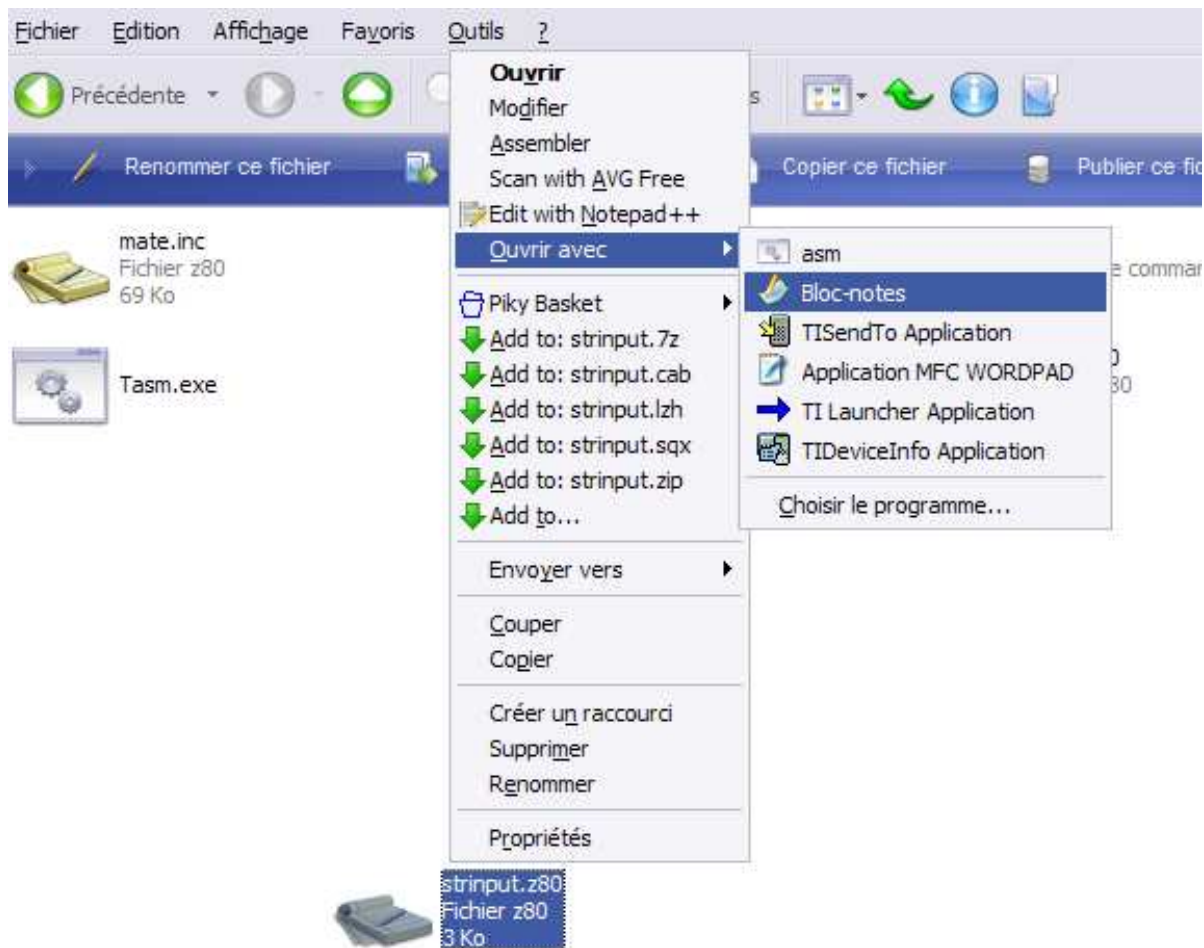 Fichier Edition Affichage Favoris Outils ?
Précédente
Renommer ce fichier Copier ce fichier Publier ce
mate.inc
Fichier z80
69 Ko
Tasm.exe
Ouvrir
Modifier
Assembler
Scan with AVG Free
Edit with Notepad++
Ouvrir avec
Piky Basket
Add to: strinput.7z
Add to: strinput.cab
Add to: strinput.lzh
Add to: strinput.sqx
Add to: strinput.zip
Add to...
Envoyer vers
Couper
Copier
Créer un raccourci
Supprimer
Renommer
Propriétés
asm
Bloc-notes
TISendTo Application
Application MFC WORDPAD
TI Launcher Application
TIDeviceInfo Application
Choisir le programme...
strinput.z80
Fichier z80
3 Ko